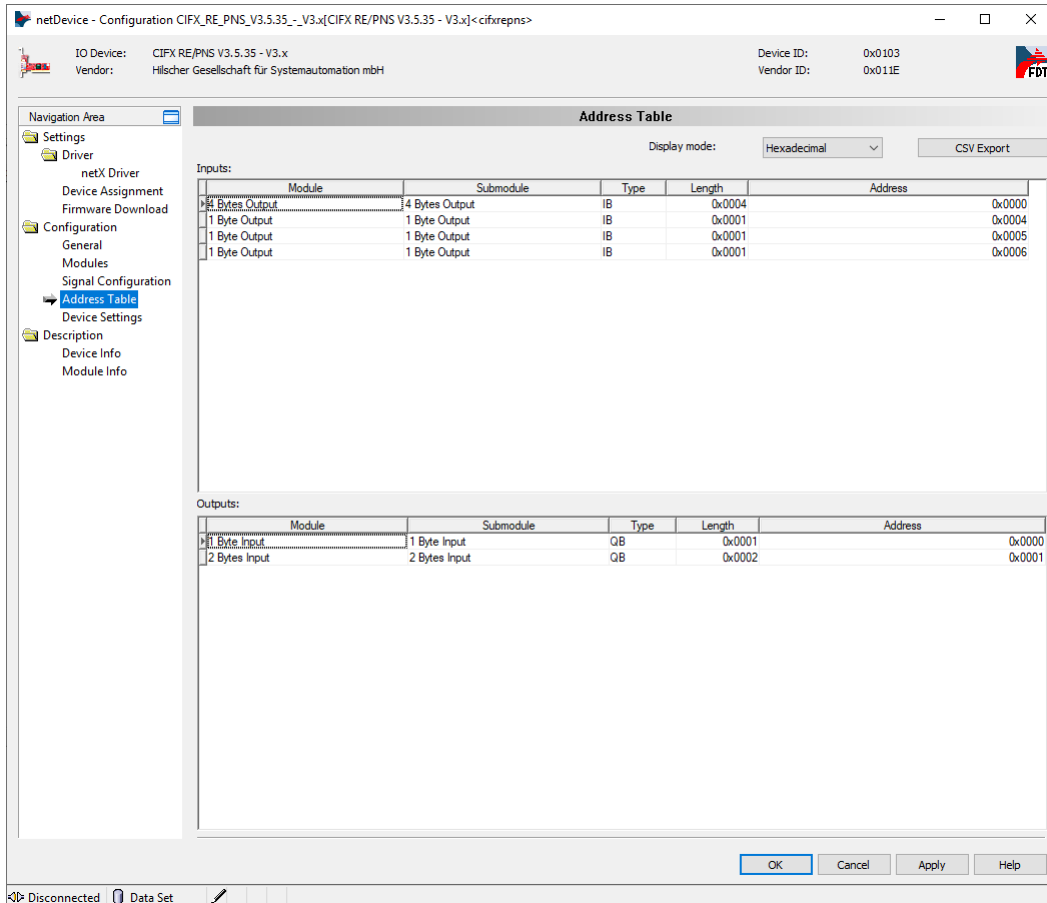 netDevice - Configuration CIFX_RE_PNS_V3.5.35_-_V3.x[CIFX RE/PNS V3.5.35 - V3.x]<cifxrepns>
IO Device: CIFX RE/PNS V3.5.35 - V3.x Device ID: 0x0103
Vendor: Hilscher Gesellschaft für Systemautomation mbH Vendor ID: 0x011E
FDT
Navigation Area
Settings
Driver
netX Driver
Device Assignment
Firmware Download
Configuration
General
Modules
Signal Configuration
Address Table
Device Settings
Description
Device Info
Module Info
Address Table
Display mode: Hexadecimal CSV Export
Inputs:
Module Submodule Type Length Address
4 Bytes Output 4 Bytes Output IB 0x0004 0x0000
1 Byte Output 1 Byte Output IB 0x0001 0x0004
1 Byte Output 1 Byte Output IB 0x0001 0x0005
1 Byte Output 1 Byte Output IB 0x0001 0x0006
Outputs:
Module Submodule Type Length Address
1 Byte Input 1 Byte Input QB 0x0001 0x0000
2 Bytes Input 2 Bytes Input QB 0x0002 0x0001
OK Cancel Apply Help
Disconnected Data Set